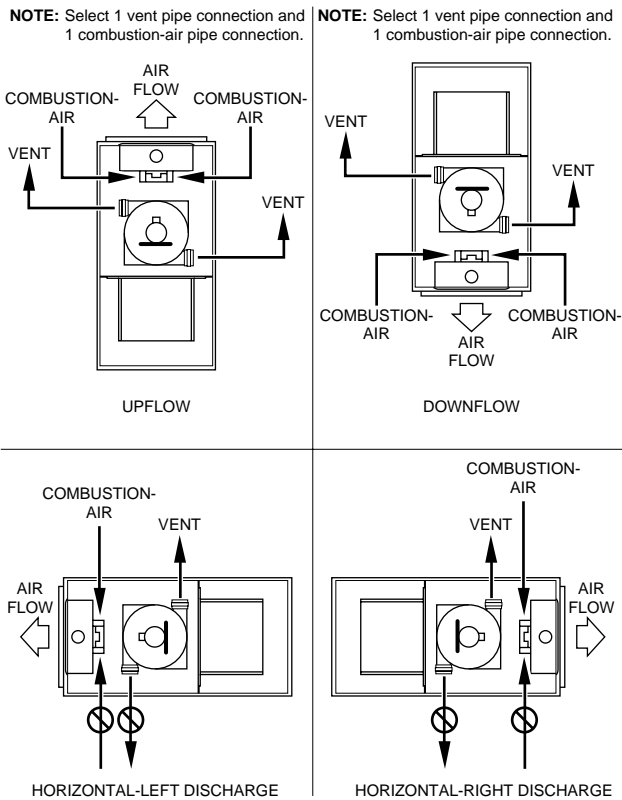 NOTE: Select 1 vent pipe connection and
1 combustion-air pipe connection.
AIR
FLOW
COMBUSTION-
AIR
COMBUSTION-
AIR
VENT
VENT
UPFLOW
NOTE: Select 1 vent pipe connection and
1 combustion-air pipe connection.
VENT
VENT
COMBUSTION-
AIR
COMBUSTION-
AIR
AIR
FLOW
DOWNFLOW
COMBUSTION-
AIR
VENT
AIR
FLOW
HORIZONTAL-LEFT DISCHARGE
COMBUSTION-
AIR
VENT
AIR
FLOW
HORIZONTAL-RIGHT DISCHARGE